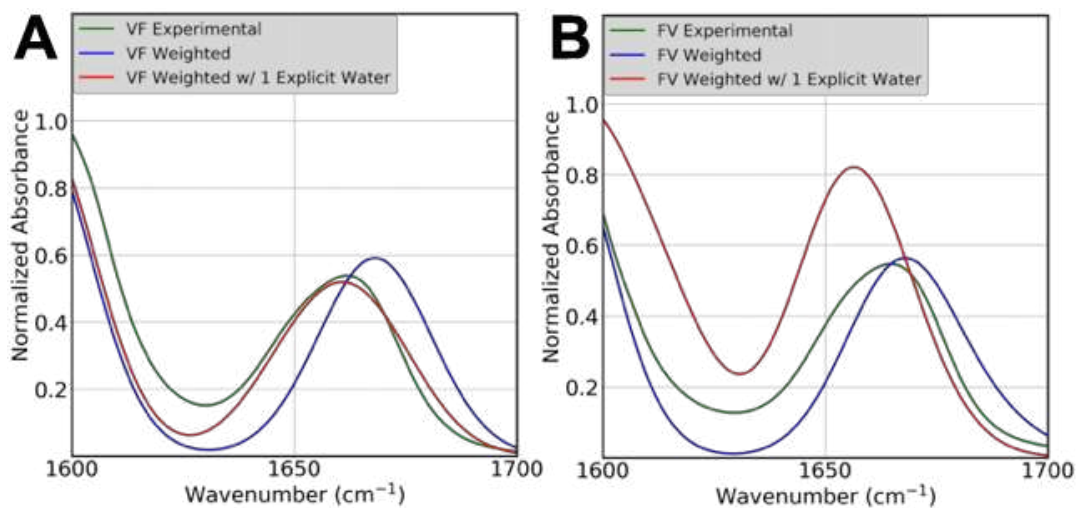 A
VF Experimental
VF Weighted
VF Weighted w/ 1 Explicit Water
1.0
0.8
0.6
0.4
0.2
Normalized Absorbance
1600
1650
1700
Wavenumber (cm⁻¹)
B
FV Experimental
FV Weighted
FV Weighted w/ 1 Explicit Water
1.0
0.8
0.6
0.4
0.2
Normalized Absorbance
1600
1650
1700
Wavenumber (cm⁻¹)